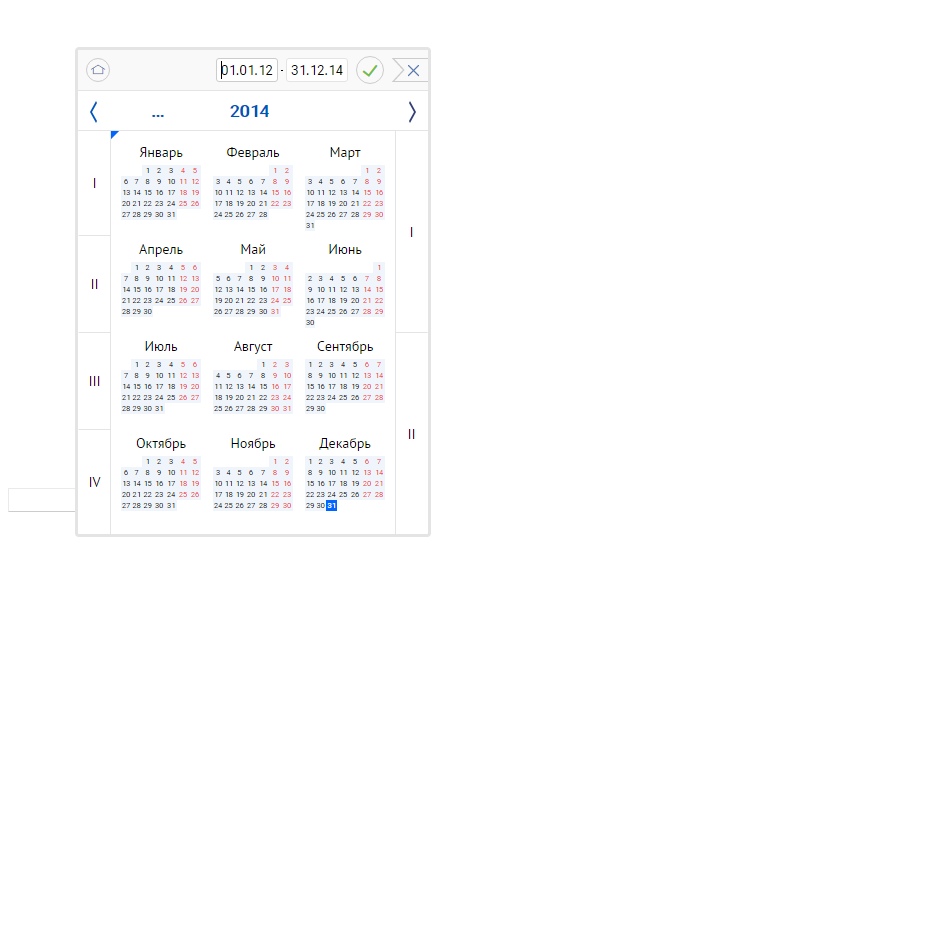 01.01.12 - 31.12.14
... 2014
Январь Февраль Март
1 2 3 4 5 1 2 1 2
6 7 8 9 10 11 12 3 4 5 6 7 8 9 3 4 5 6 7 8 9
I
13 14 15 16 17 18 19 10 11 12 13 14 15 16 10 11 12 13 14 15 16
20 21 22 23 24 25 26 17 18 19 20 21 22 23 17 18 19 20 21 22 23
27 28 29 30 31 24 25 26 27 28 24 25 26 27 28 29 30
31
I
Апрель Май Июнь
1 2 3 4 5 6 1 2 3 4 1
7 8 9 10 11 12 13 5 6 7 8 9 10 11 2 3 4 5 6 7 8
II
14 15 16 17 18 19 20 12 13 14 15 16 17 18 9 10 11 12 13 14 15
21 22 23 24 25 26 27 19 20 21 22 23 24 25 16 17 18 19 20 21 22
28 29 30 26 27 28 29 30 31 23 24 25 26 27 28 29
30
Июль Август Сентябрь
1 2 3 4 5 6 1 2 3 1 2 3 4 5 6 7
7 8 9 10 11 12 13 4 5 6 7 8 9 10 8 9 10 11 12 13 14
III
14 15 16 17 18 19 20 11 12 13 14 15 16 17 15 16 17 18 19 20 21
21 22 23 24 25 26 27 18 19 20 21 22 23 24 22 23 24 25 26 27 28
28 29 30 31 25 26 27 28 29 30 31 29 30
II
Октябрь Ноябрь Декабрь
1 2 3 4 5 1 2 1 2 3 4 5 6 7
6 7 8 9 10 11 12 3 4 5 6 7 8 9 8 9 10 11 12 13 14
IV
13 14 15 16 17 18 19 10 11 12 13 14 15 16 15 16 17 18 19 20 21
20 21 22 23 24 25 26 17 18 19 20 21 22 23 22 23 24 25 26 27 28
27 28 29 30 31 24 25 26 27 28 29 30 29 30 31